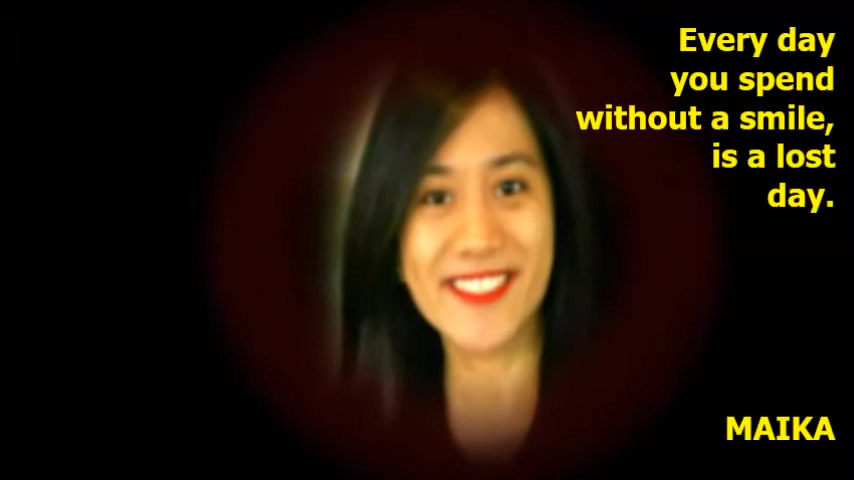 Every day
you spend
without a smile,
is a lost
day.
MAIKA